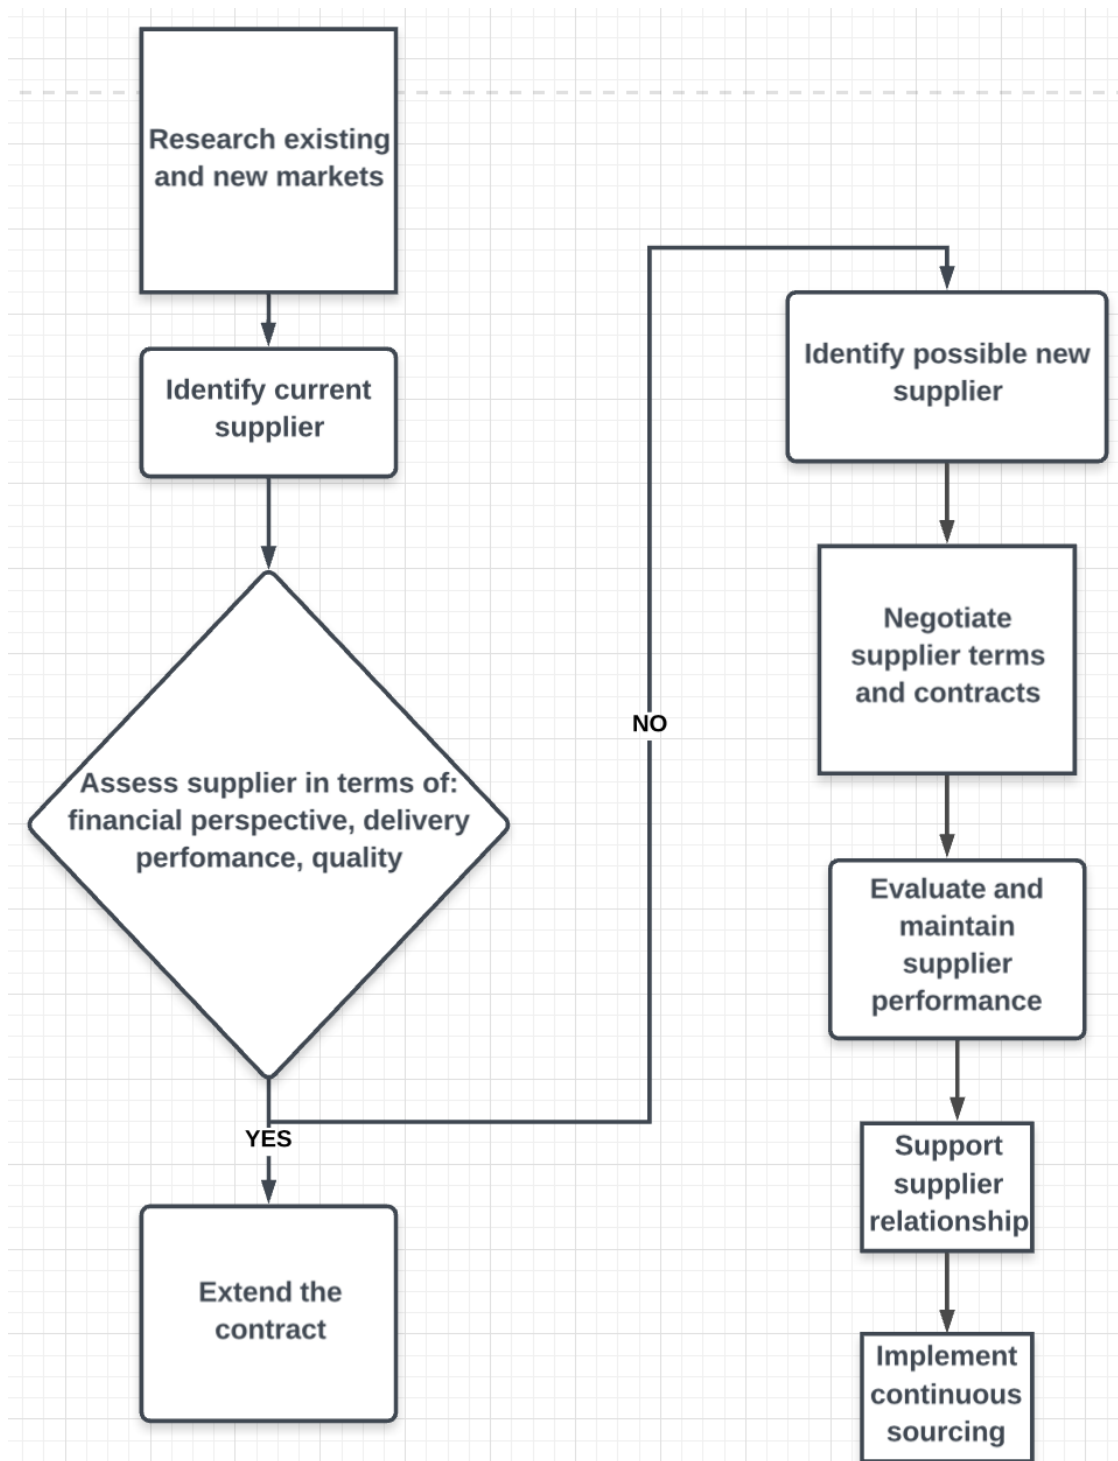 Research existing
and new markets
Identify current
supplier
Assess supplier in terms of:
financial perspective, delivery
perfomance, quality
YES
Extend the
contract
NO
Identify possible new
supplier
Negotiate
supplier terms
and contracts
Evaluate and
maintain
supplier
performance
Support
supplier
relationship
Implement
continuous
sourcing